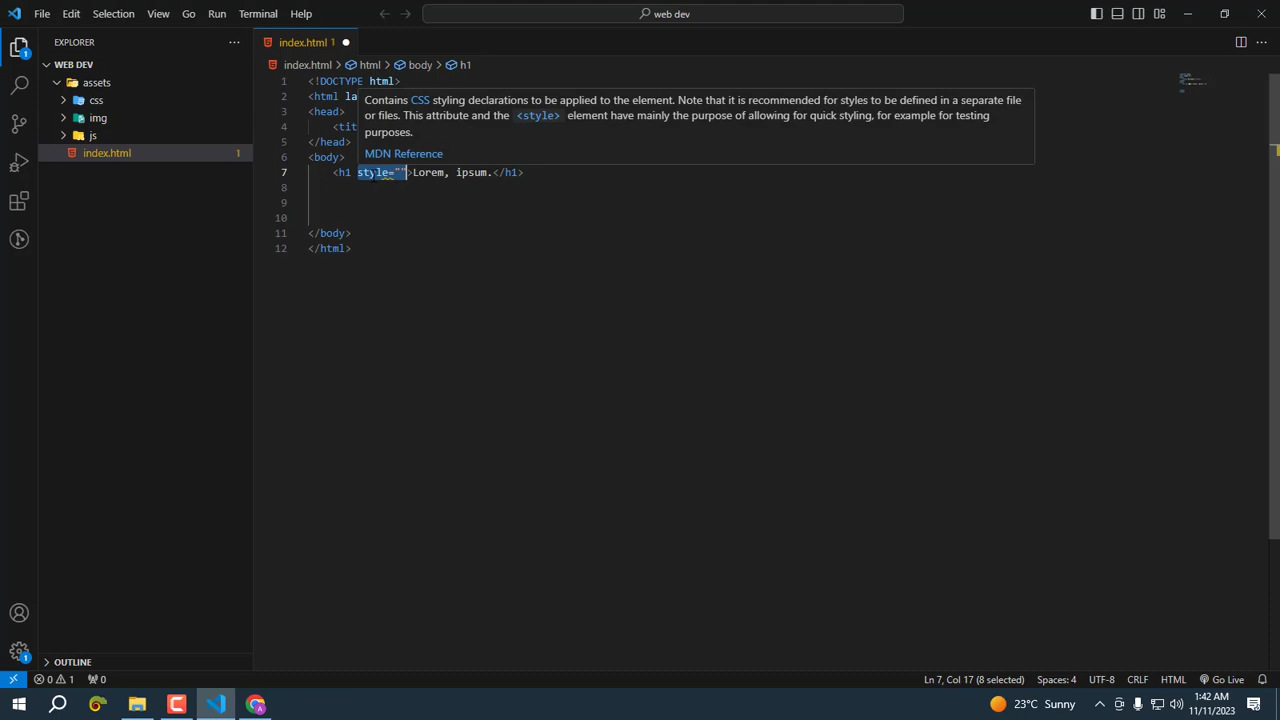 File Edit Selection View Go Run Terminal Help
web dev
EXPLORER
WEB DEV
assets
css
img
js
index.html 1
OUTLINE
index.html 1
index.html > html > body > h1
1 <!DOCTYPE html>
2 <html la
3 <head>
4 <tit
5 </head>
6 <body>
7 <h1 style="">Lorem, ipsum.</h1>
8
9
10
11 </body>
12 </html>
Contains CSS styling declarations to be applied to the element. Note that it is recommended for styles to be defined in a separate file
or files. This attribute and the <style> element have mainly the purpose of allowing for quick styling, for example for testing
purposes.
MDN Reference
1
1
0 1 0
Ln 7, Col 17 (8 selected) Spaces: 4 UTF-8 CRLF HTML Go Live
23°C Sunny
1:42 AM
11/11/2023